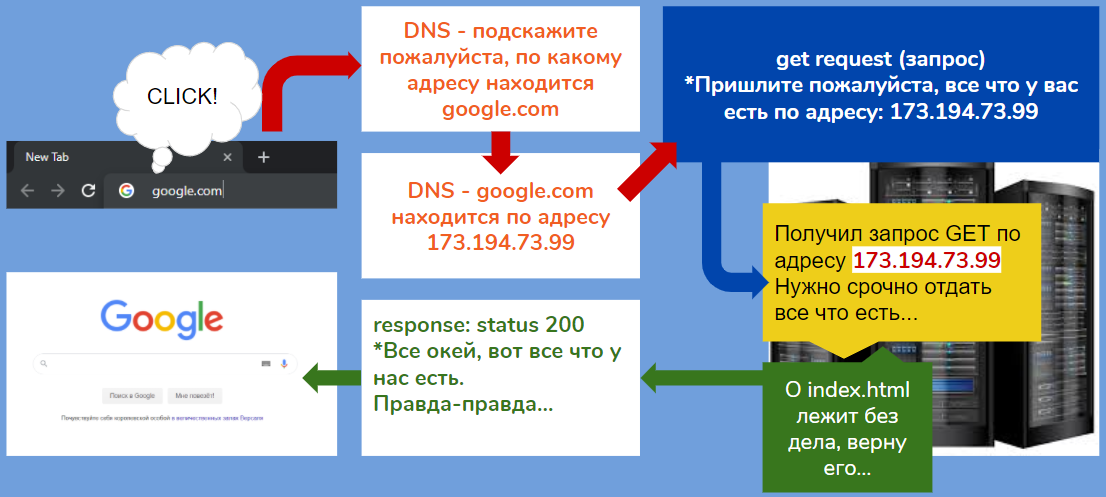 CLICK!
New Tab
google.com
DNS - подскажите
пожалуйста, по какому
адресу находится
google.com
DNS - google.com
находится по адресу
173.194.73.99
get request (запрос)
*Пришлите пожалуйста, все что у вас
есть по адресу: 173.194.73.99
Получил запрос GET по
адресу 173.194.73.99
Нужно срочно отдать
все что есть...
О index.html
лежит без
дела, верну
его...
response: status 200
*Все окей, вот все что у
нас есть.
Правда-правда...
Google
Поиск в Google
Мне повезёт!
Почувствуйте себя королевской особой в величественных залах Версаля